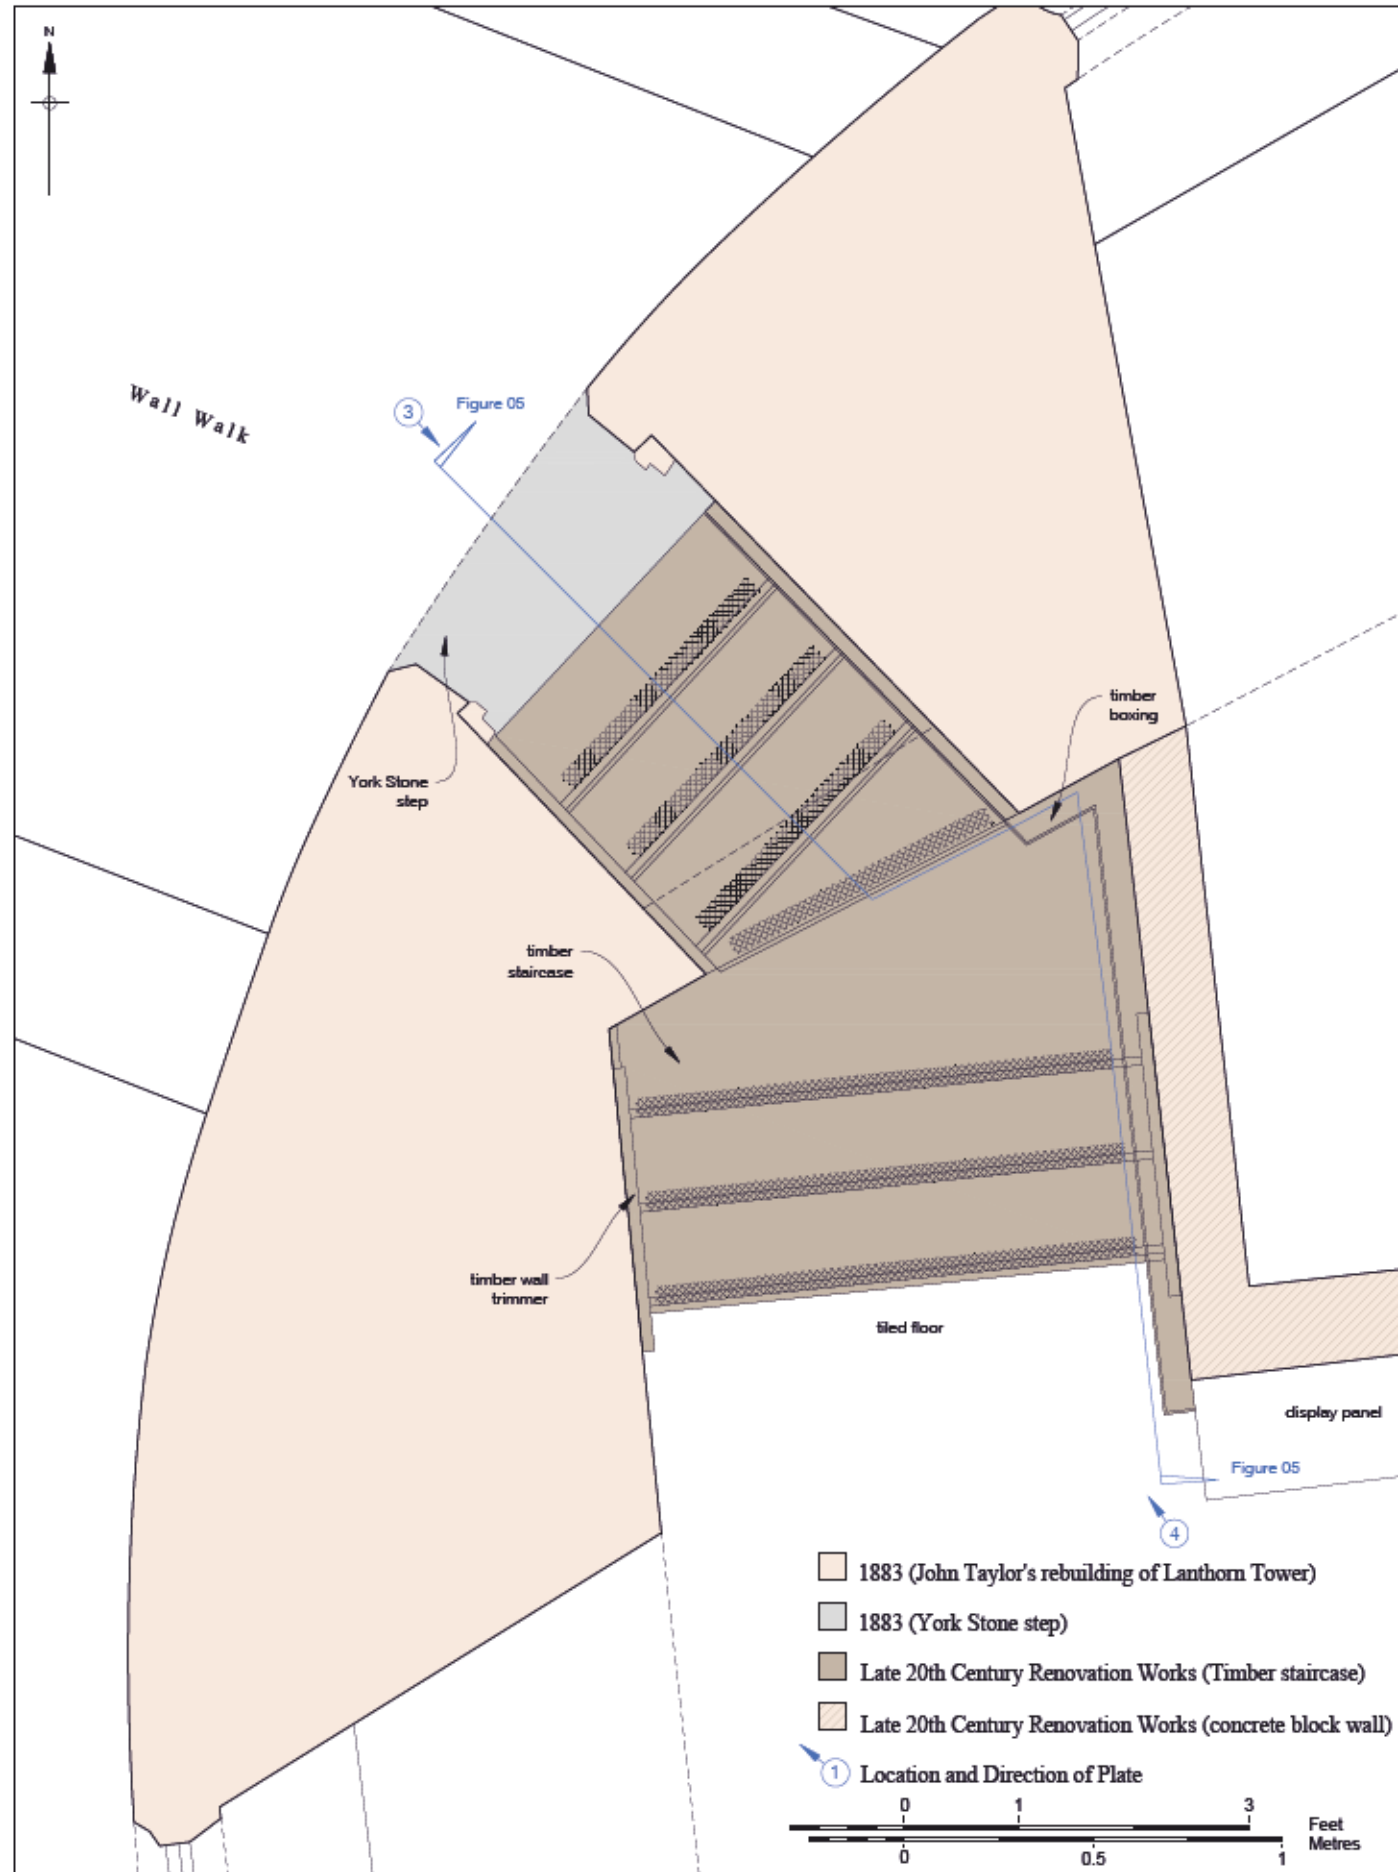 N
Wall Walk
3
Figure 05
York Stone
step
timber
boxing
timber
staircase
timber wall
trimmer
tiled floor
display panel
Figure 05
4
1883 (John Taylor's rebuilding of Lanthorn Tower)
1883 (York Stone step)
Late 20th Century Renovation Works (Timber staircase)
Late 20th Century Renovation Works (concrete block wall)
1 Location and Direction of Plate
0 1 3
Feet
Metres
0 0.5 1